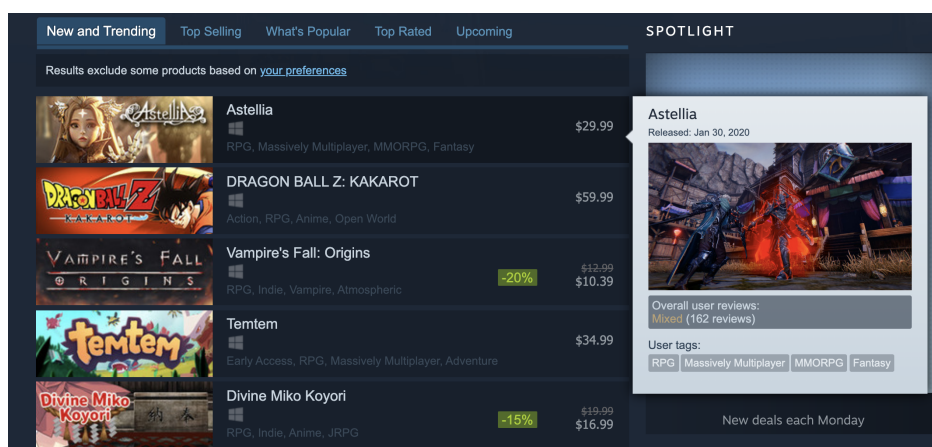 New and Trending
Top Selling
What's Popular
Top Rated
Upcoming
SPOTLIGHT
Results exclude some products based on your preferences
AstelliA
Astellia
$29.99
RPG, Massively Multiplayer, MMORPG, Fantasy
DRAGON BALL Z
KAKAROT
DRAGON BALL Z: KAKAROT
$59.99
Action, RPG, Anime, Open World
VAMPIRE'S FALL
ORIGINS
Vampire's Fall: Origins
-20%
$12.99
$10.39
RPG, Indie, Vampire, Atmospheric
temtem
Temtem
$34.99
Early Access, RPG, Massively Multiplayer, Adventure
Divine Miko
Koyori
奉納
Divine Miko Koyori
-15%
$19.99
$16.99
RPG, Indie, Anime, JRPG
Astellia
Released: Jan 30, 2020
Overall user reviews:
Mixed (162 reviews)
User tags:
RPG
Massively Multiplayer
MMORPG
Fantasy
New deals each Monday